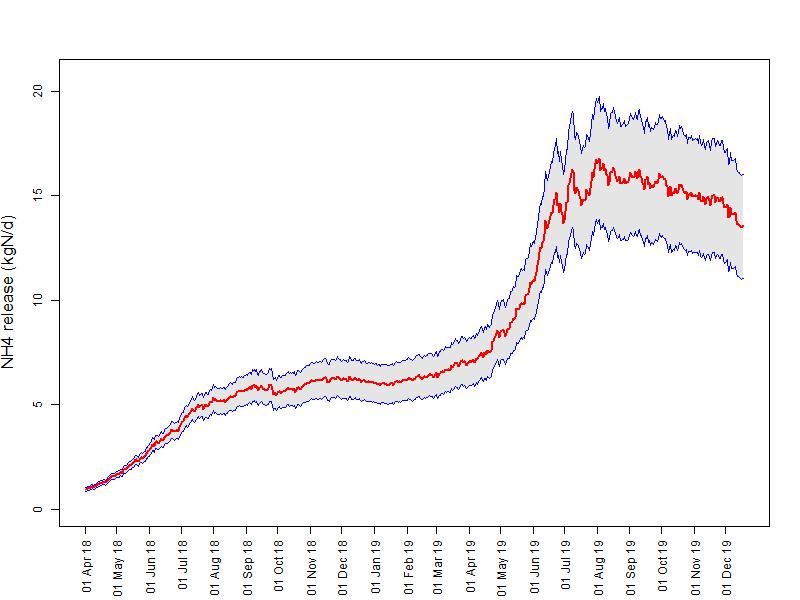 NH4 release (kgN/d)
20
15
10
5
0
01 Apr 18
01 May 18
01 Jun 18
01 Jul 18
01 Aug 18
01 Sep 18
01 Oct 18
01 Nov 18
01 Dec 18
01 Jan 19
01 Feb 19
01 Mar 19
01 Apr 19
01 May 19
01 Jun 19
01 Jul 19
01 Aug 19
01 Sep 19
01 Oct 19
01 Nov 19
01 Dec 19